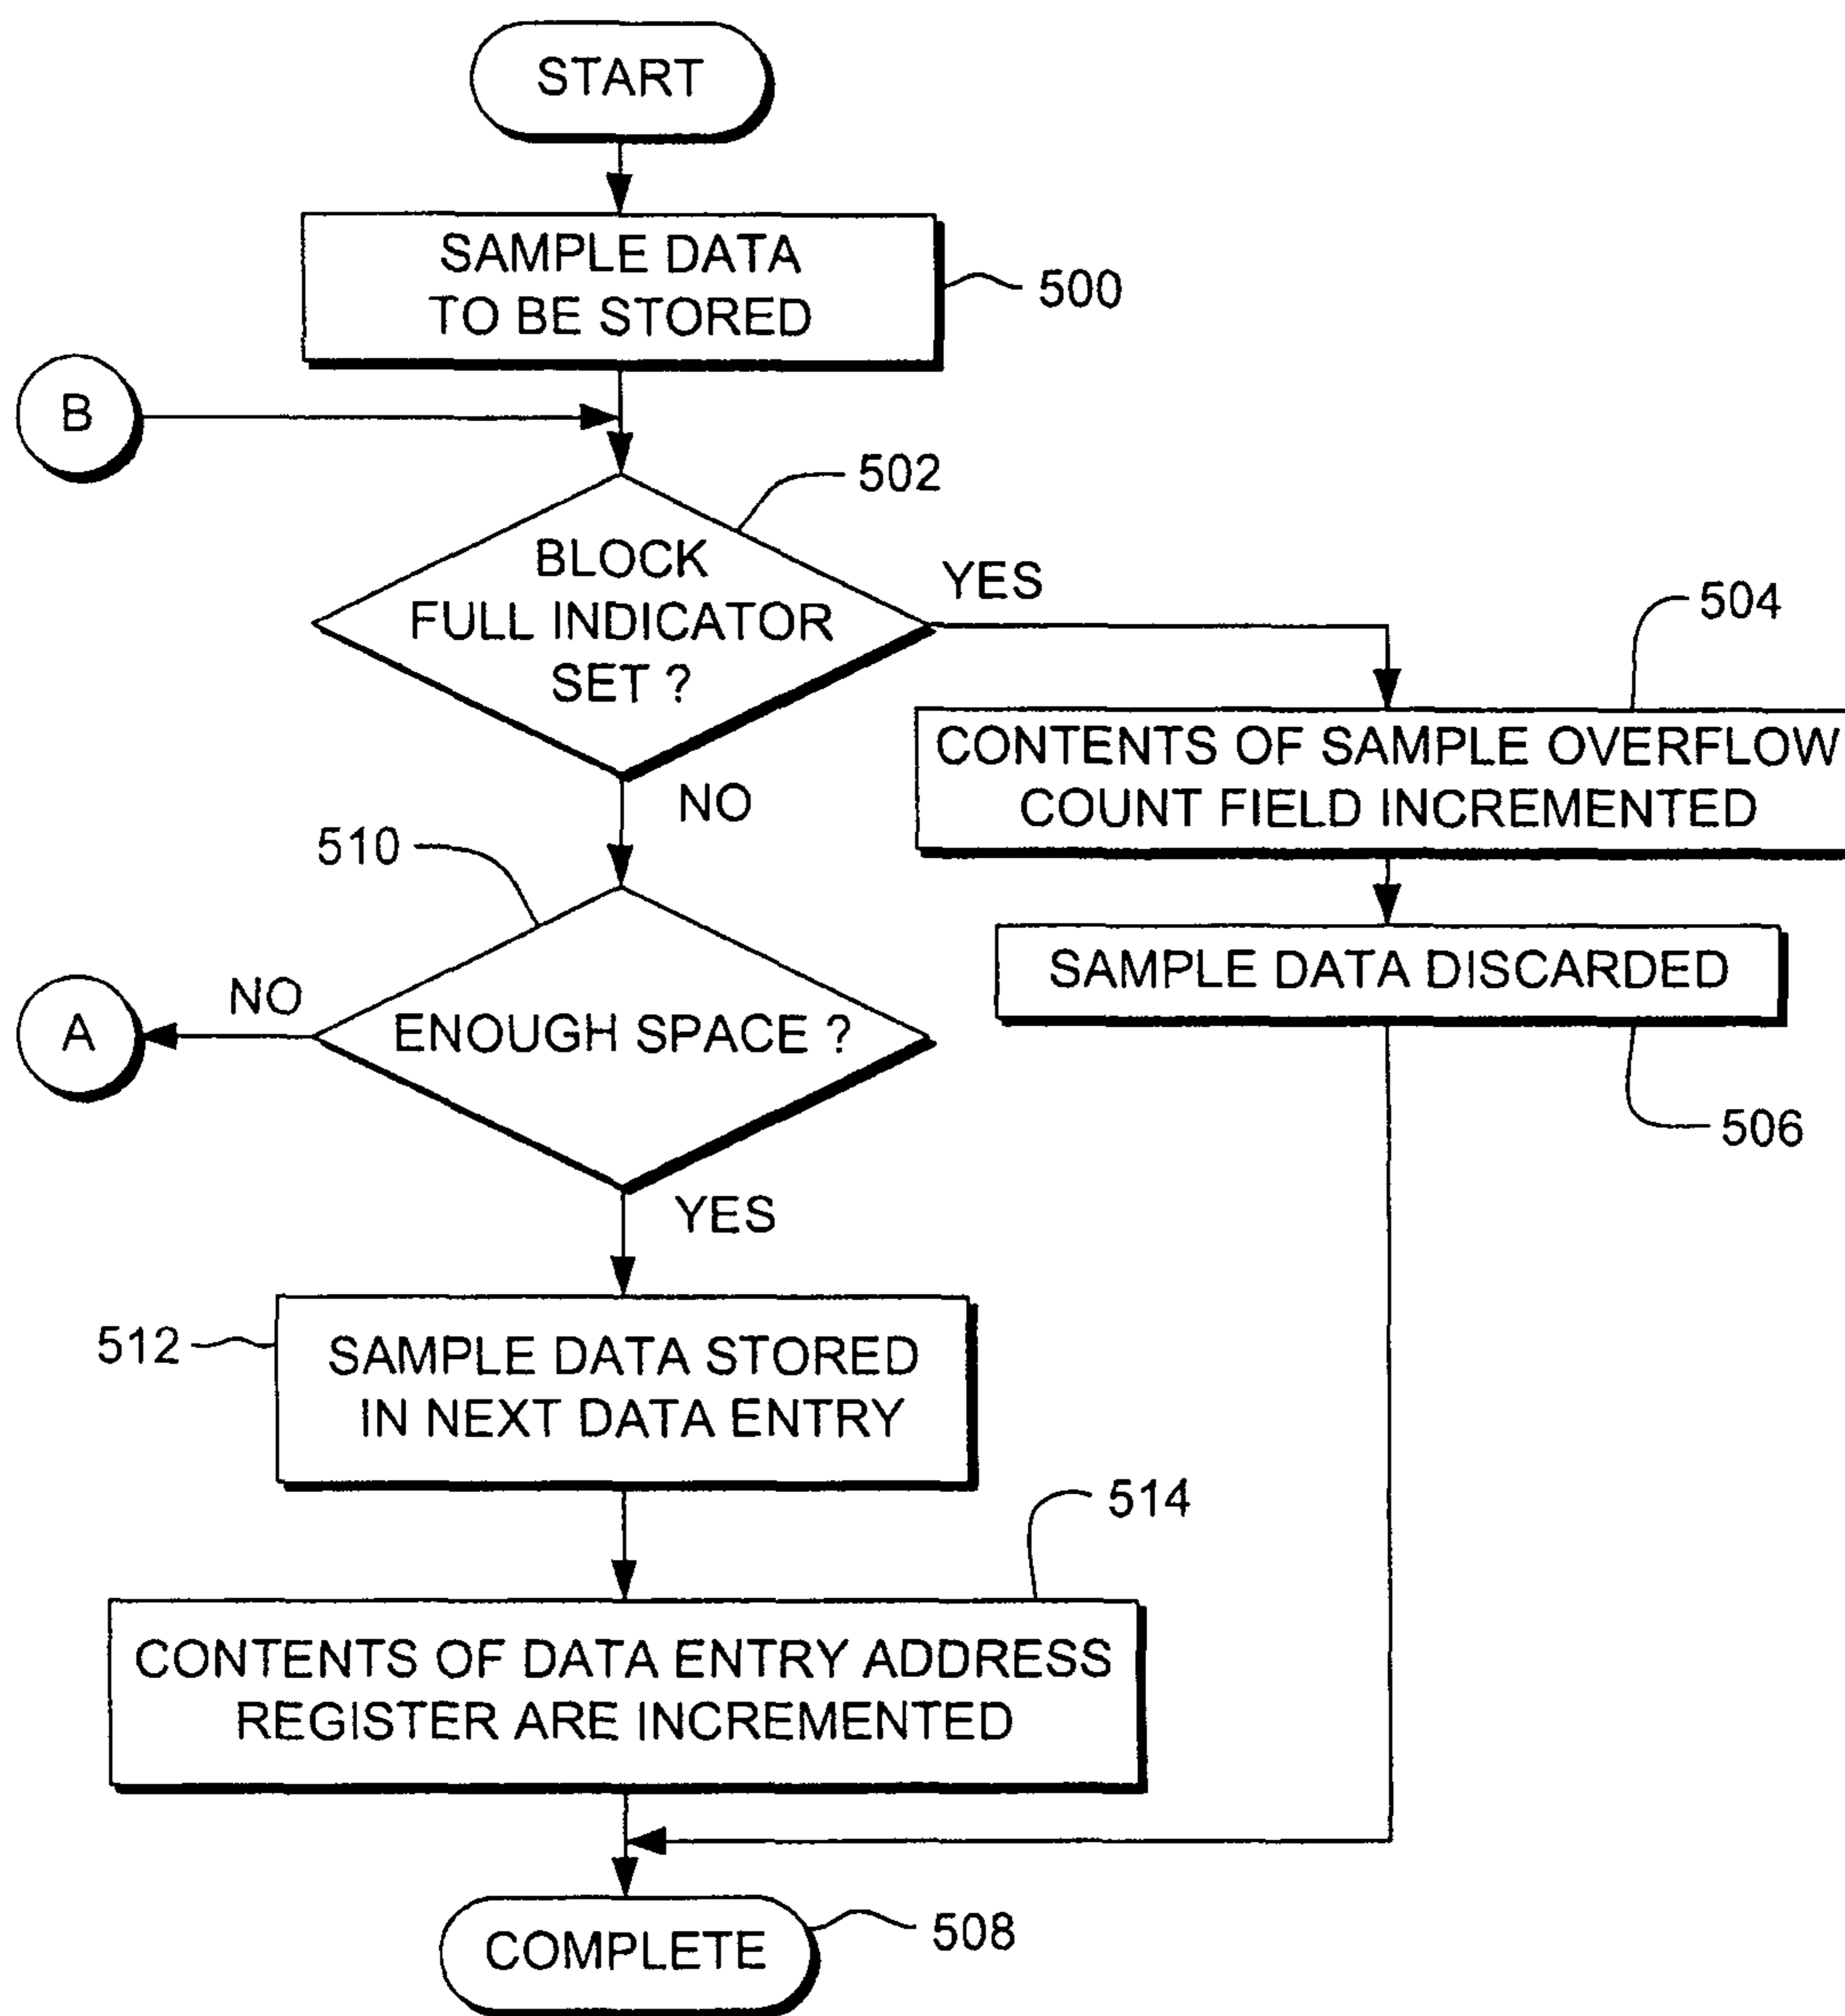 START
SAMPLE DATA
TO BE STORED
500
B
502
BLOCK
FULL INDICATOR
SET ?
YES
504
CONTENTS OF SAMPLE OVERFLOW
COUNT FIELD INCREMENTED
NO
510
SAMPLE DATA DISCARDED
506
NO
A
ENOUGH SPACE ?
YES
512
SAMPLE DATA STORED
IN NEXT DATA ENTRY
514
CONTENTS OF DATA ENTRY ADDRESS
REGISTER ARE INCREMENTED
COMPLETE
508